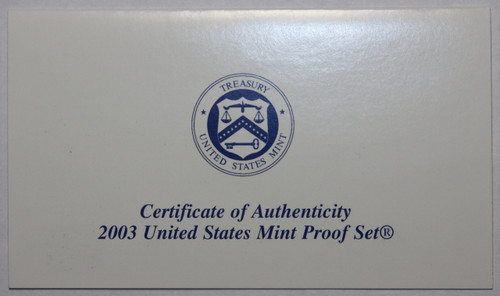 TREASURY
UNITED STATES MINT
Certificate of Authenticity
2003 United States Mint Proof Set®